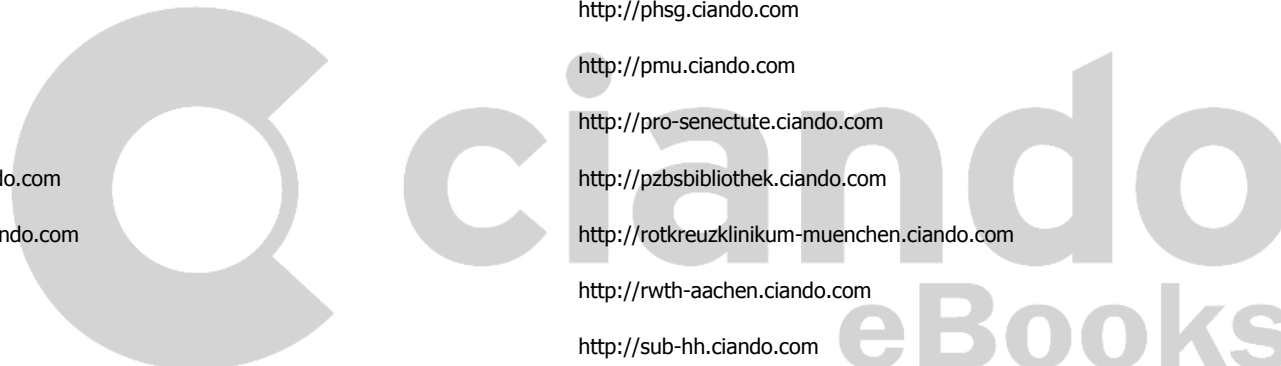 do.com
ndo.com
http://phsg.ciando.com
http://pmu.ciando.com
http://pro-senectute.ciando.com
http://pzbsbibliothek.ciando.com
http://rotkreuzklinikum-muenchen.ciando.com
http://rwth-aachen.ciando.com
http://sub-hh.ciando.com
ciando
eBooks